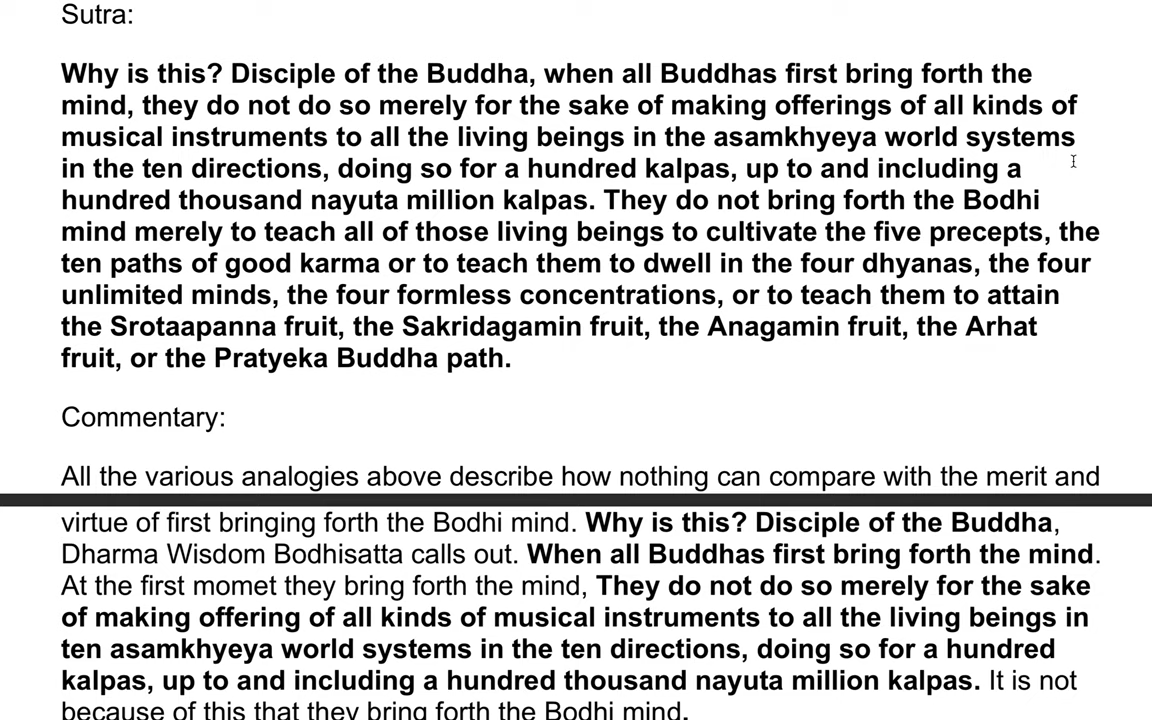 Sutra:
Why is this? Disciple of the Buddha, when all Buddhas first bring forth the
mind, they do not do so merely for the sake of making offerings of all kinds of
musical instruments to all the living beings in the asamkhyeya world systems
in the ten directions, doing so for a hundred kalpas, up to and including a
hundred thousand nayuta million kalpas. They do not bring forth the Bodhi
mind merely to teach all of those living beings to cultivate the five precepts, the
ten paths of good karma or to teach them to dwell in the four dhyanas, the four
unlimited minds, the four formless concentrations, or to teach them to attain
the Srotaapanna fruit, the Sakridagamin fruit, the Anagamin fruit, the Arhat
fruit, or the Pratyeka Buddha path.
Commentary:
All the various analogies above describe how nothing can compare with the merit and
virtue of first bringing forth the Bodhi mind. Why is this? Disciple of the Buddha,
Dharma Wisdom Bodhisatta calls out. When all Buddhas first bring forth the mind.
At the first momet they bring forth the mind, They do not do so merely for the sake
of making offering of all kinds of musical instruments to all the living beings in
ten asamkhyeya world systems in the ten directions, doing so for a hundred
kalpas, up to and including a hundred thousand nayuta million kalpas. It is not
because of this that they bring forth the Bodhi mind.